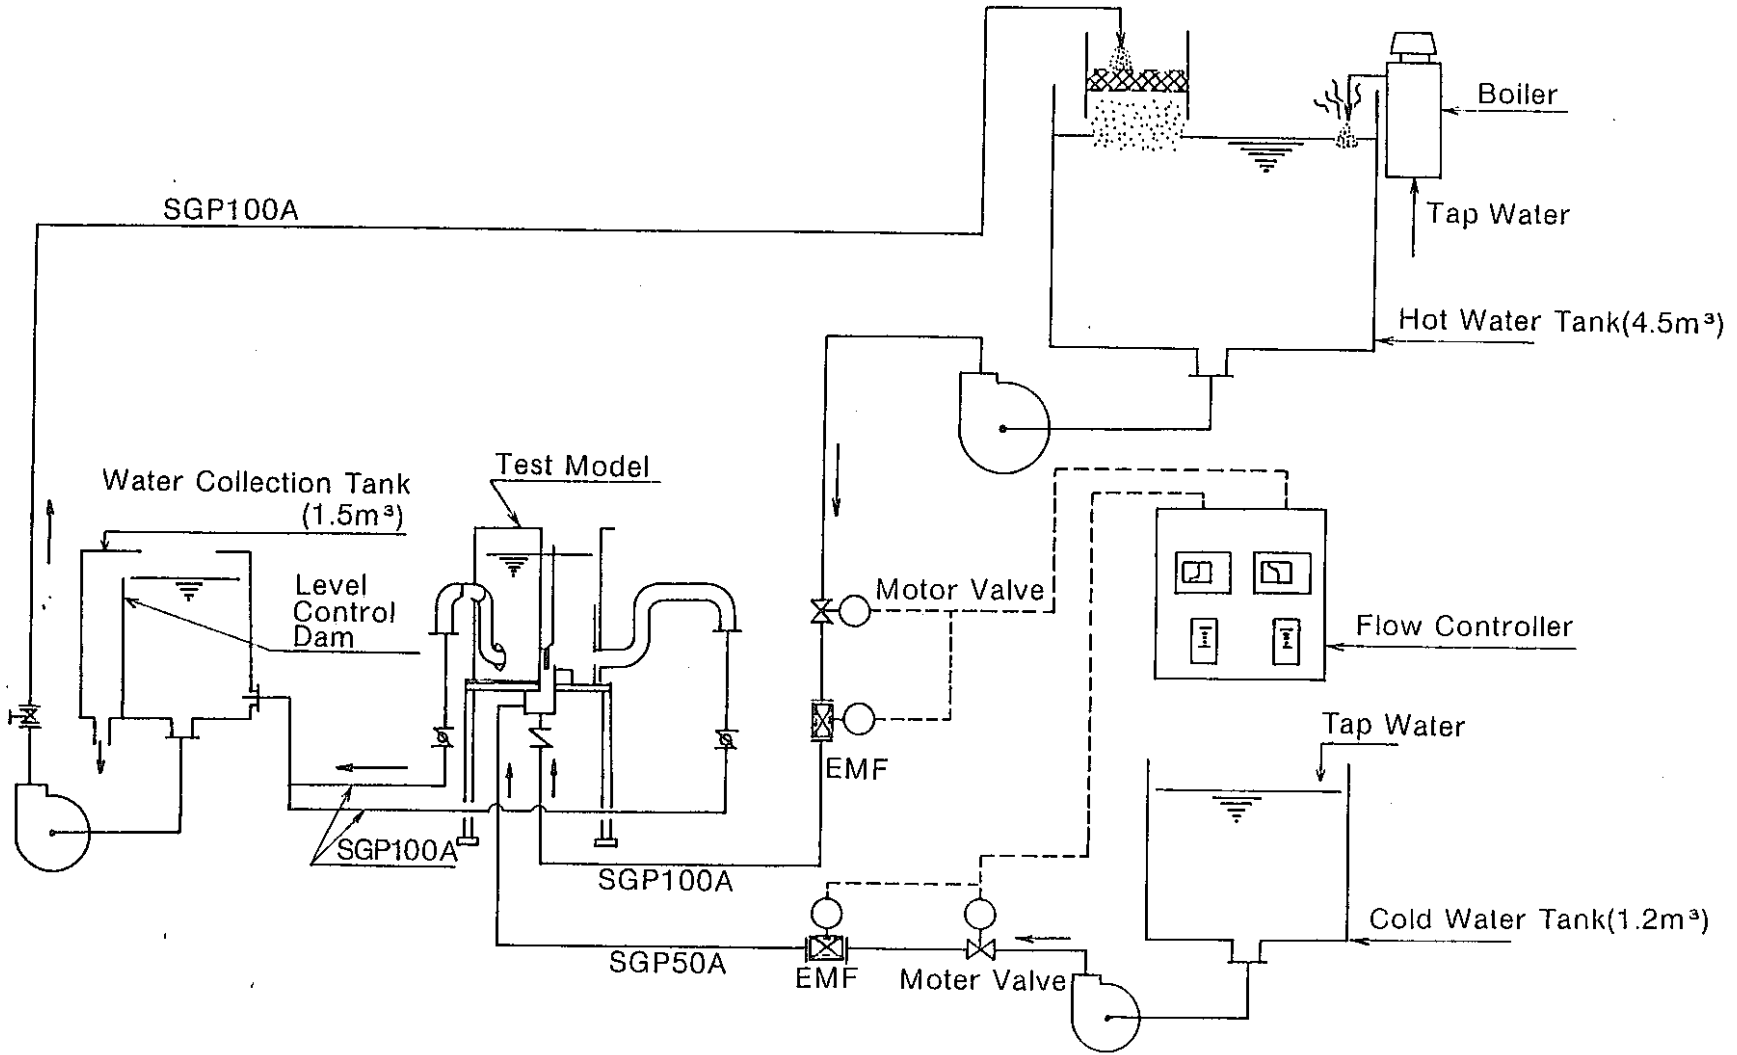 Boiler
SGP100A
Tap Water
Hot Water Tank(4.5m³)
Test Model
Water Collection Tank
(1.5m³)
Level
Control
Dam
Motor Valve
Flow Controller
Tap Water
EMF
SGP100A
SGP100A
Cold Water Tank(1.2m³)
SGP50A
EMF
Moter Valve